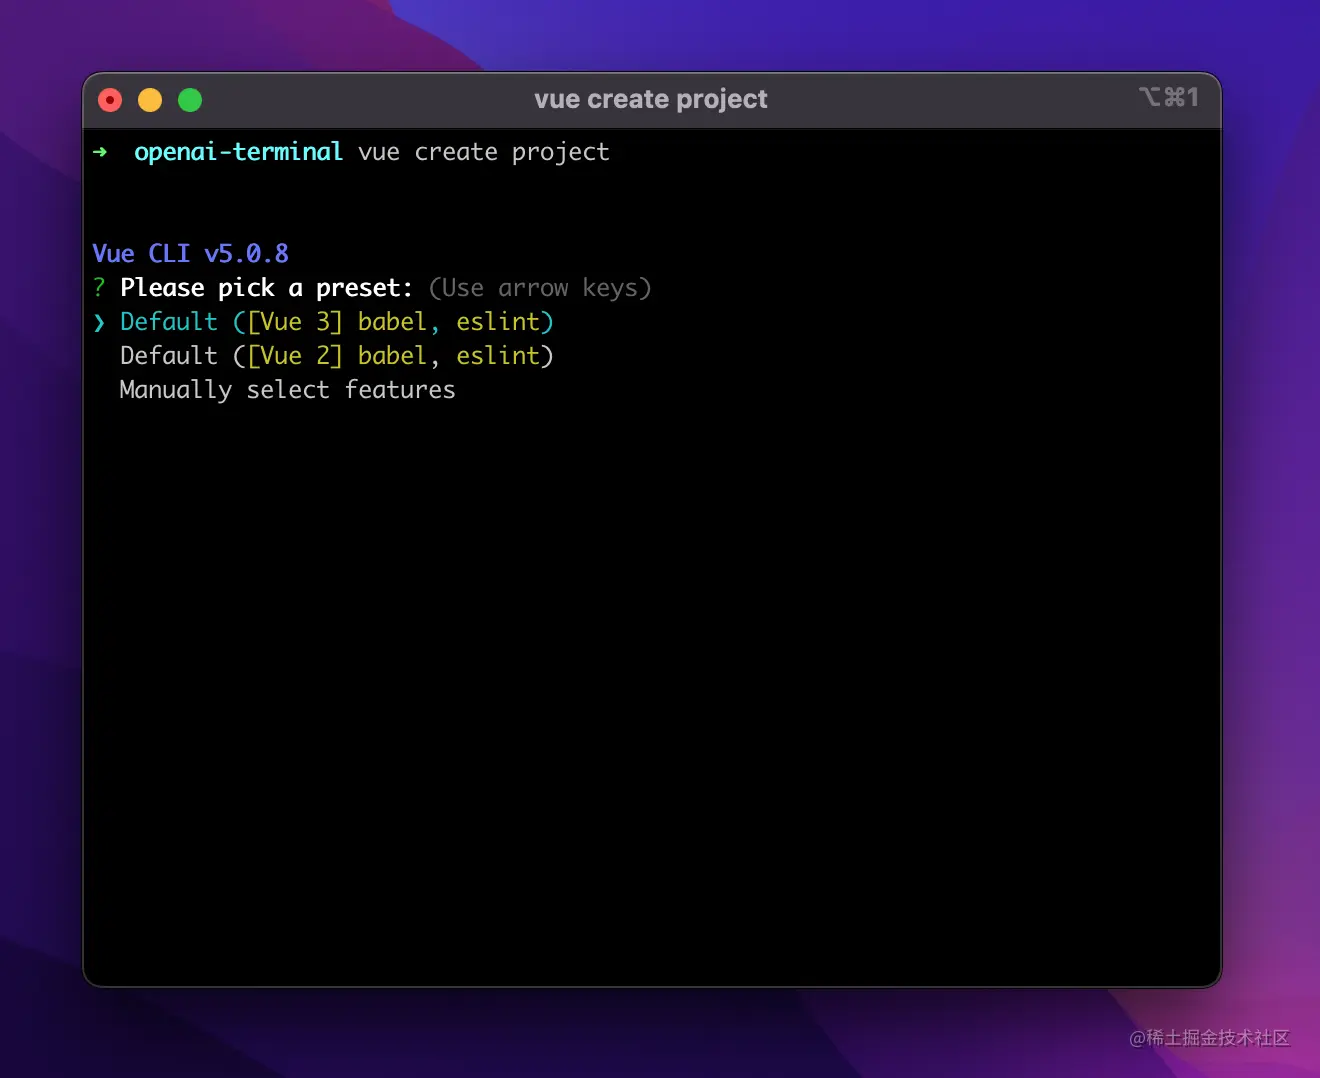 vue create project
⌥⌘1
➜ openai-terminal vue create project
Vue CLI v5.0.8
? Please pick a preset: (Use arrow keys)
❯ Default ([Vue 3] babel, eslint)
Default ([Vue 2] babel, eslint)
Manually select features
@稀土掘金技术社区